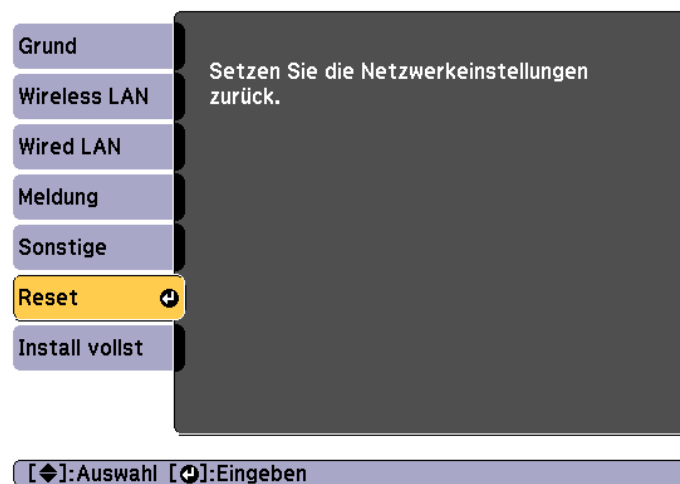 Grund
Wireless LAN
Wired LAN
Meldung
Sonstige
Reset
Install vollst
Setzen Sie die Netzwerkeinstellungen
zurück.
[◆]:Auswahl [⏎]:Eingeben